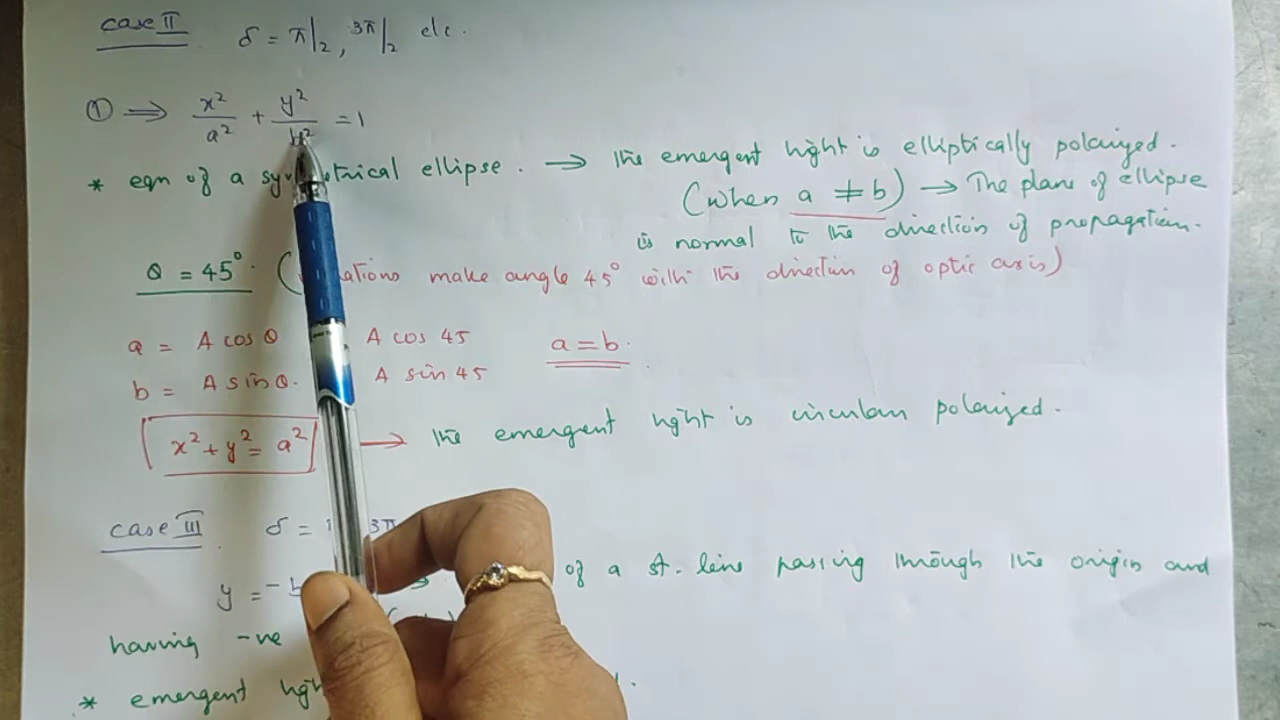 case II. δ = π/2, 3π/2 etc.
① ⟹ x²/a² + y²/b² = 1
* eqn of a symmetrical ellipse. → The emergent light is elliptically polarized.
(when a ≠ b) → The plane of ellipse
is normal to the direction of propagation.
θ = 45°. ( make angle 45° with the direction of optic axis)
a = A cos θ A cos 45 a = b.
b = A sin θ. A sin 45
x² + y² = a² → the emergent light is circular polarized.
case III. δ = 3π
y = - b → of a st. line passing through the origin and
having -ve
* emergent